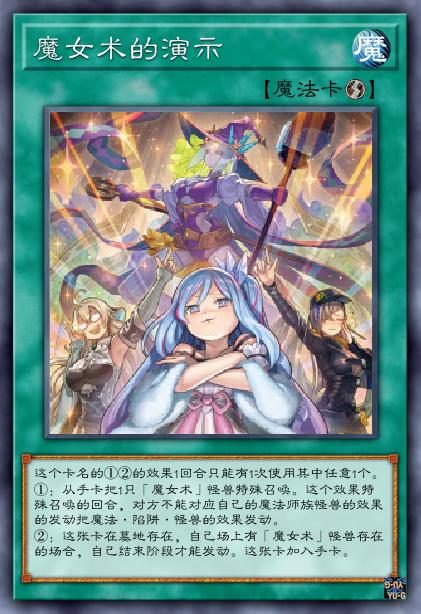 魔女术的演示
魔
【魔法卡】
这个卡名的①②的效果1回合只能有1次使用其中任意1个。
①：从手卡把1只「魔女术」怪兽特殊召唤。这个效果特
殊召唤的回合，对方不能对应自己的魔法师族怪兽的效果
的发动把魔法·陷阱·怪兽的效果发动。
②：这张卡在墓地存在，自己场上有「魔女术」怪兽存在
的场合，自己结束阶段才能发动。这张卡加入手卡。